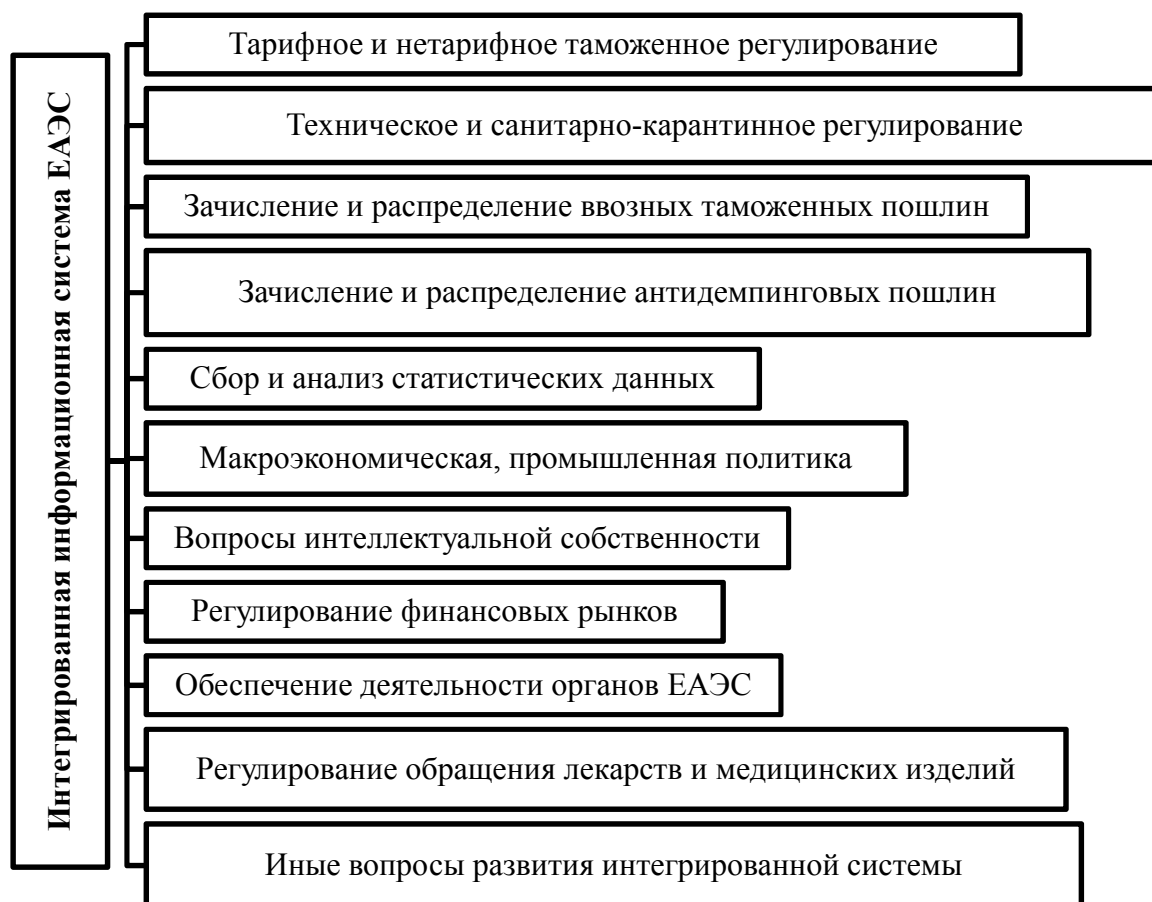 Интегрированная информационная система ЕАЭС
Тарифное и нетарифное таможенное регулирование
Техническое и санитарно-карантинное регулирование
Зачисление и распределение ввозных таможенных пошлин
Зачисление и распределение антидемпинговых пошлин
Сбор и анализ статистических данных
Макроэкономическая, промышленная политика
Вопросы интеллектуальной собственности
Регулирование финансовых рынков
Обеспечение деятельности органов ЕАЭС
Регулирование обращения лекарств и медицинских изделий
Иные вопросы развития интегрированной системы